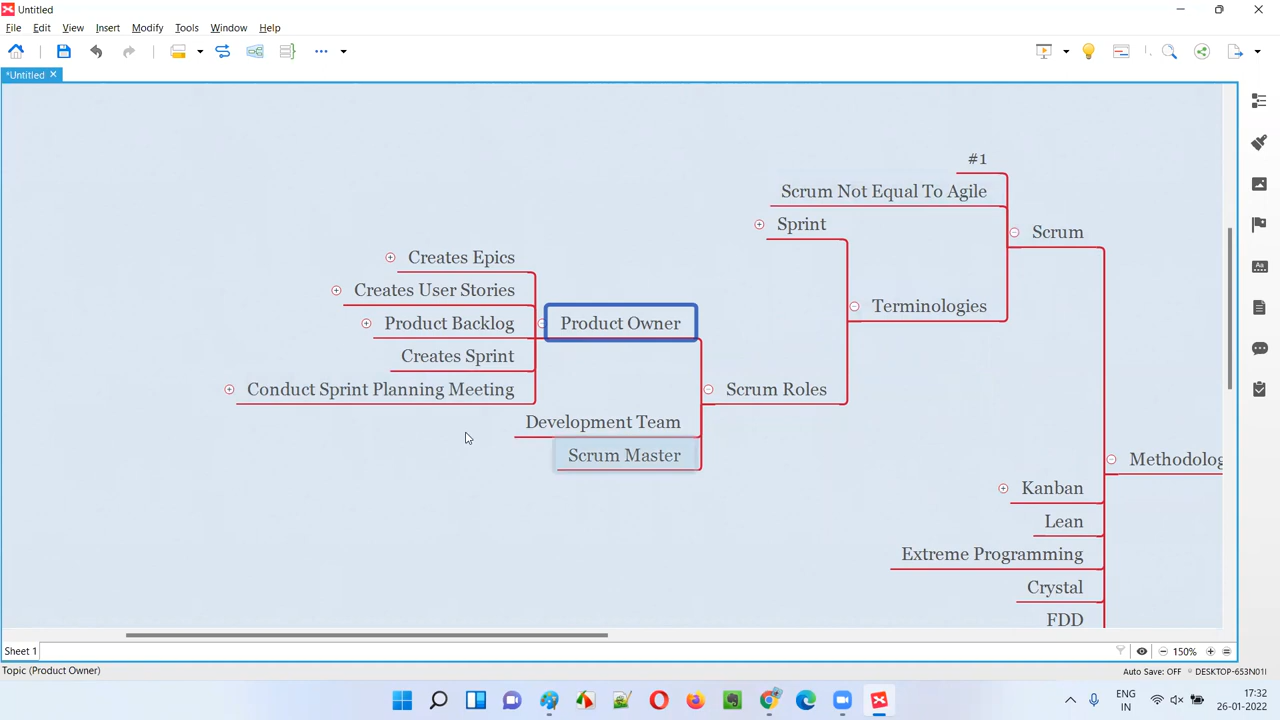 Untitled
File Edit View Insert Modify Tools Window Help
*Untitled
#1
Scrum Not Equal To Agile
Sprint
Scrum
Creates Epics
Creates User Stories
Terminologies
Product Backlog
Product Owner
Creates Sprint
Conduct Sprint Planning Meeting
Scrum Roles
Development Team
Scrum Master
Methodolog
Kanban
Lean
Extreme Programming
Crystal
FDD
Sheet 1
150%
Topic (Product Owner)
Auto Save: OFF
DESKTOP-653N01I
ENG
IN
17:32
26-01-2022